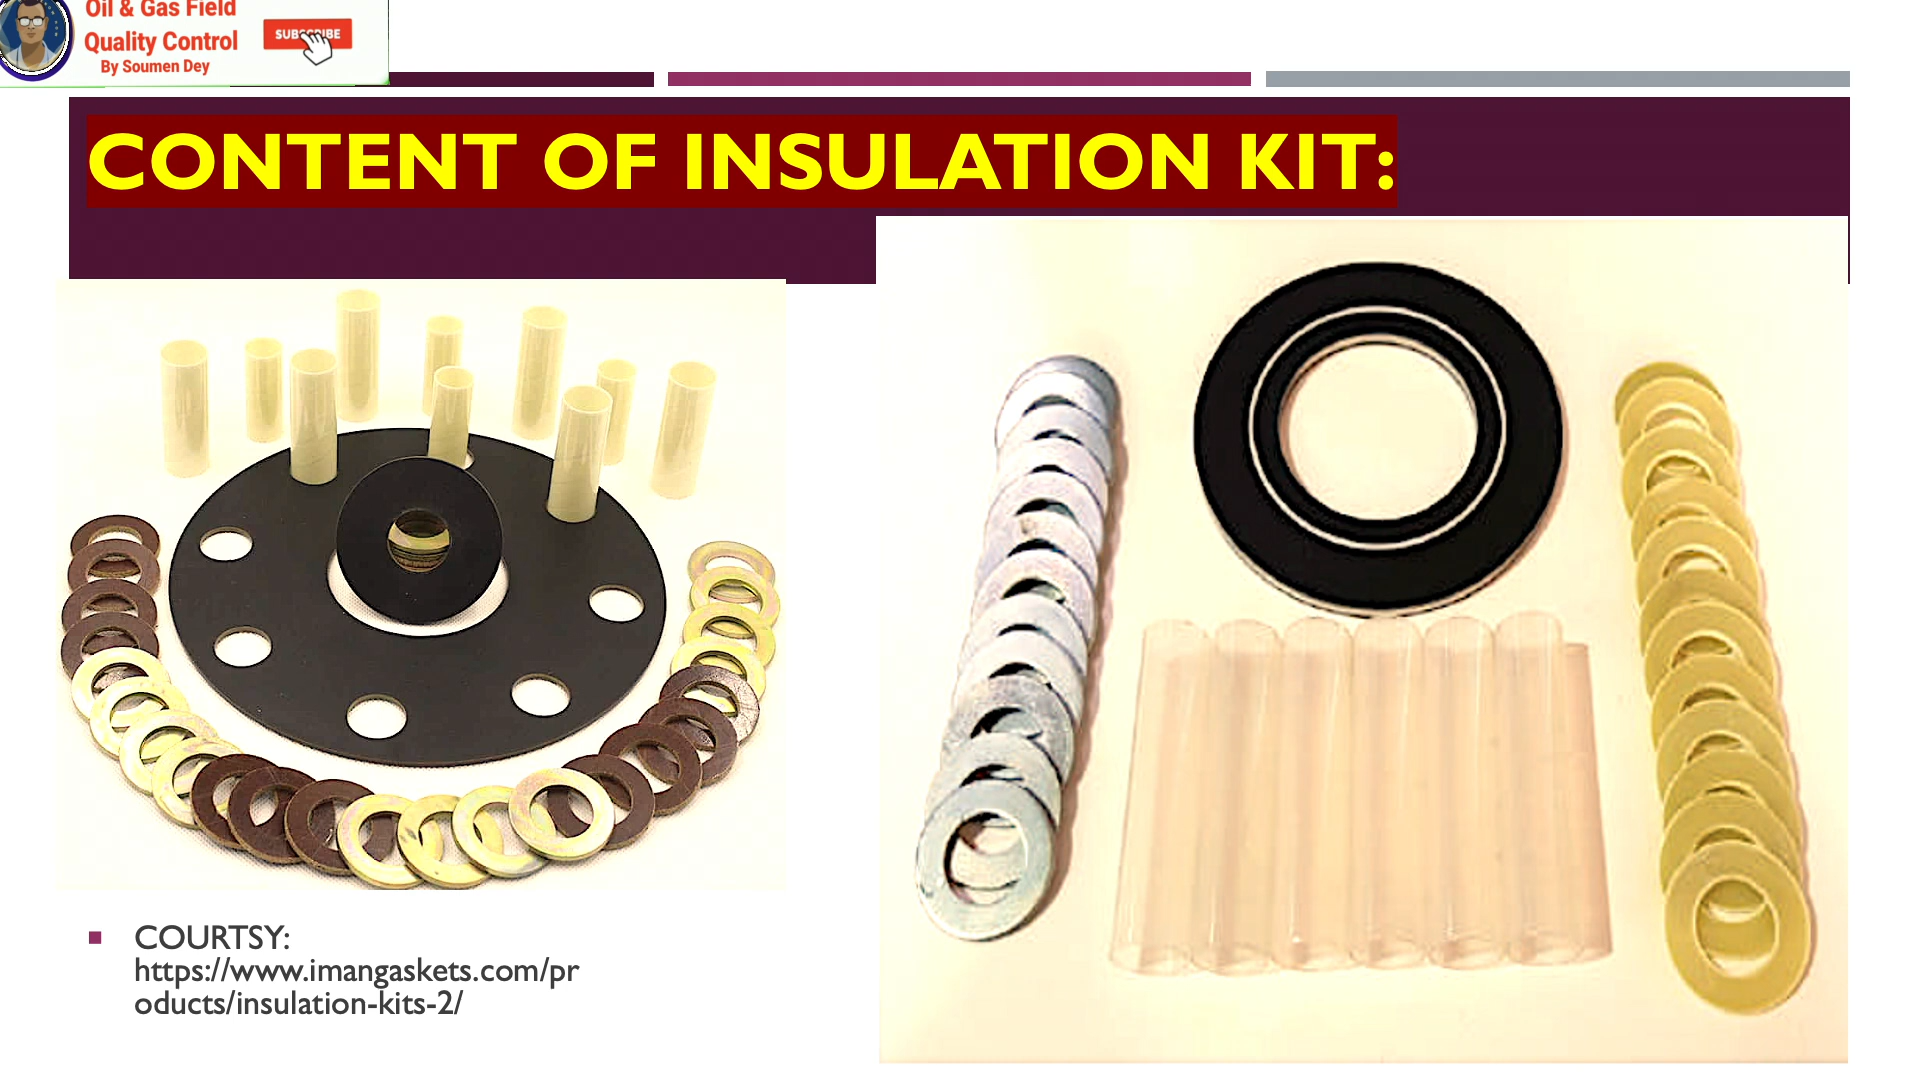 Oil & Gas Field
Quality Control
By Soumen Dey
SUBSCRIBE
CONTENT OF INSULATION KIT:
COURTSY:
https://www.imangaskets.com/pr
oducts/insulation-kits-2/